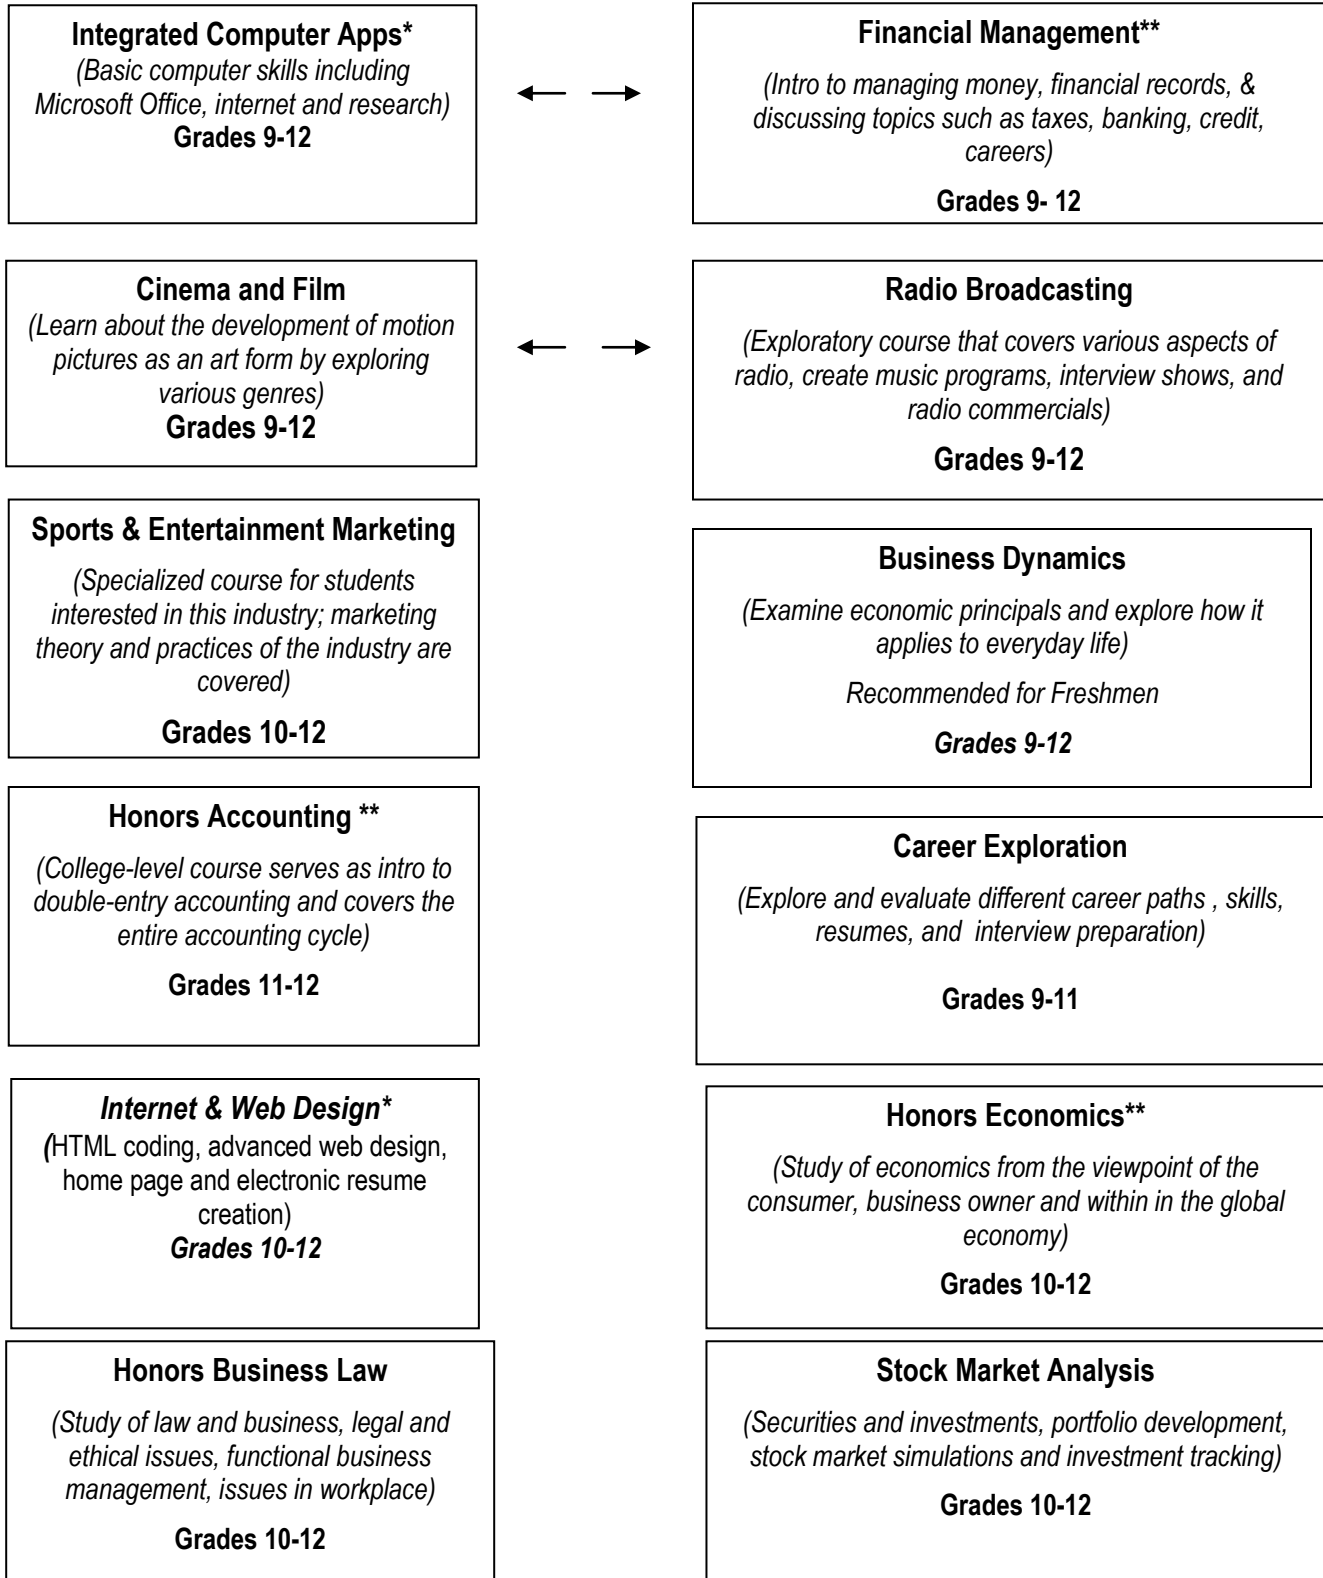 Integrated Computer Apps*
(Basic computer skills including
Microsoft Office, internet and research)
Grades 9-12
Financial Management**
(Intro to managing money, financial records, &
discussing topics such as taxes, banking, credit,
careers)
Grades 9- 12
Cinema and Film
(Learn about the development of motion
pictures as an art form by exploring
various genres)
Grades 9-12
Radio Broadcasting
(Exploratory course that covers various aspects of
radio, create music programs, interview shows, and
radio commercials)
Grades 9-12
Sports & Entertainment Marketing
(Specialized course for students
interested in this industry; marketing
theory and practices of the industry are
covered)
Grades 10-12
Business Dynamics
(Examine economic principals and explore how it
applies to everyday life)
Recommended for Freshmen
Grades 9-12
Honors Accounting **
(College-level course serves as intro to
double-entry accounting and covers the
entire accounting cycle)
Grades 11-12
Career Exploration
(Explore and evaluate different career paths , skills,
resumes, and  interview preparation)
Grades 9-11
Internet & Web Design*
(HTML coding, advanced web design,
home page and electronic resume
creation)
Grades 10-12
Honors Economics**
(Study of economics from the viewpoint of the
consumer, business owner and within in the global
economy)
Grades 10-12
Honors Business Law
(Study of law and business, legal and
ethical issues, functional business
management, issues in workplace)
Grades 10-12
Stock Market Analysis
(Securities and investments, portfolio development,
stock market simulations and investment tracking)
Grades 10-12